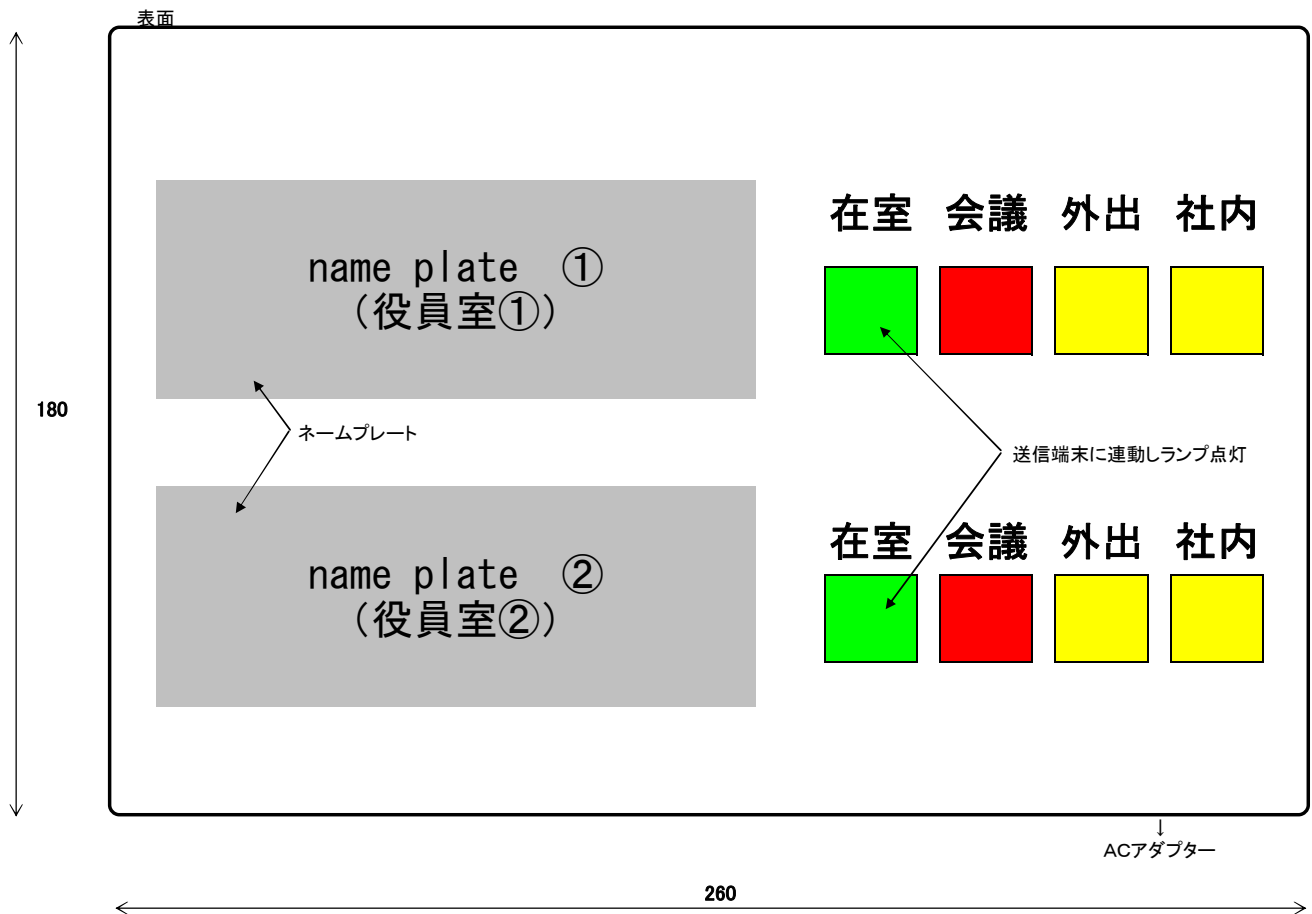 表面
在室 会議 外出 社内
name plate ①
（役員室①）
180
ネームプレート
送信端末に連動しランプ点灯
在室 会議 外出 社内
name plate ②
（役員室②）
↓
ACアダプター
260